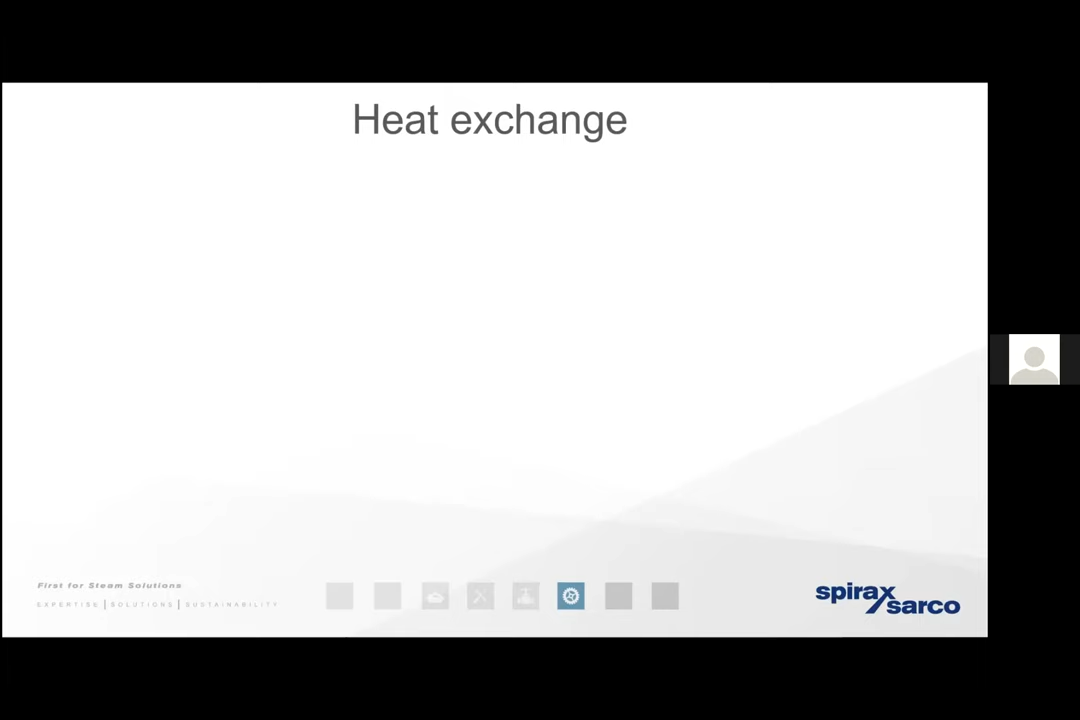 Heat exchange
First for Steam Solutions
EXPERTISE | SOLUTIONS | SUSTAINABILITY
spirax
sarco